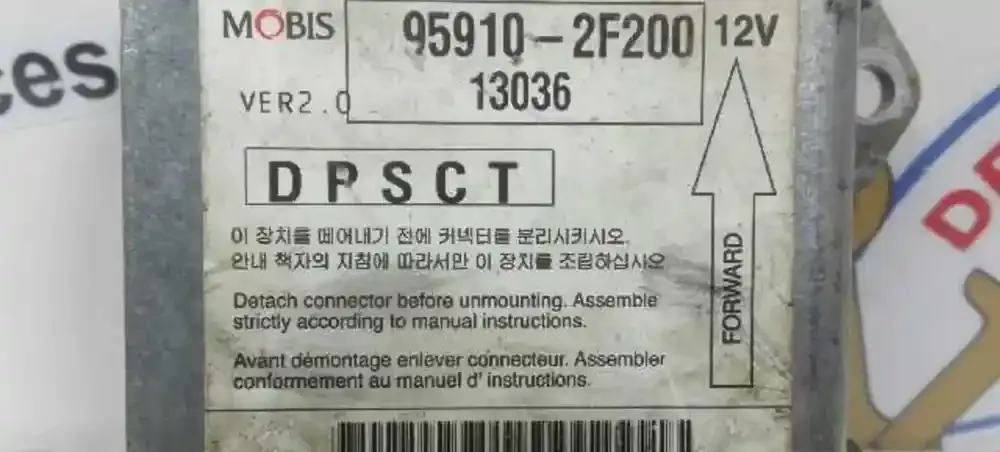 ces
MOBIS
95910-2F200
12V
13036
VER2.0
DPSCT
이 장치를 떼어내기 전에 커넥터를 분리시키시오.
안내 책자의 지침에 따라서만 이 장치를 조립하십시오
Detach connector before unmounting. Assemble
strictly according to manual instructions.
Avant démontage enlever connecteur. Assembler
conformement au manuel d' instructions.
FORWARD
DE